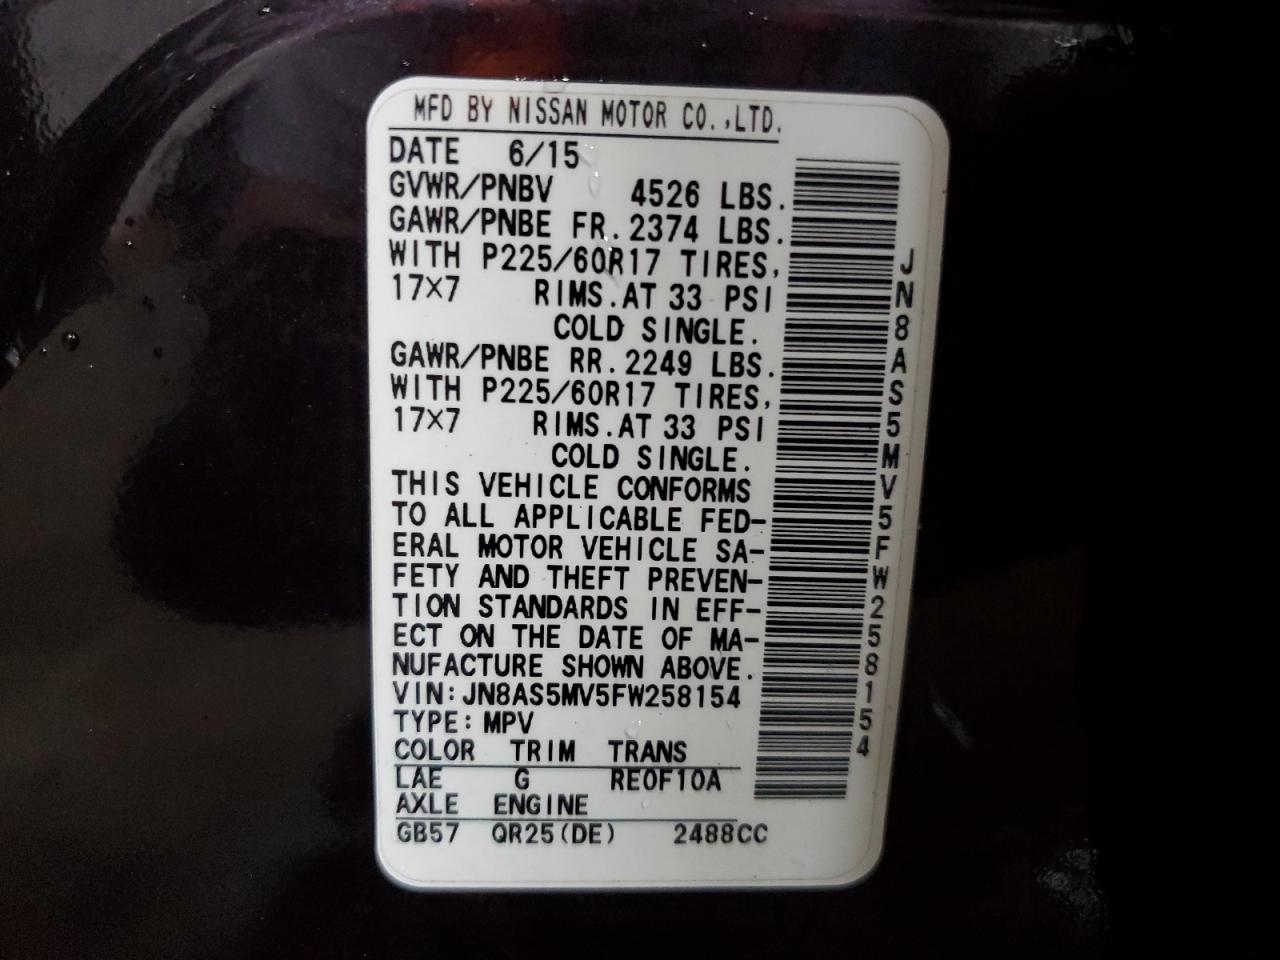 MFD BY NISSAN MOTOR CO.,LTD.
DATE 6/15
GVWR/PNBV 4526 LBS.
GAWR/PNBE FR.2374 LBS.
WITH P225/60R17 TIRES,
17×7 RIMS.AT 33 PSI
COLD SINGLE.
GAWR/PNBE RR.2249 LBS.
WITH P225/60R17 TIRES,
17×7 RIMS.AT 33 PSI
COLD SINGLE.
THIS VEHICLE CONFORMS
TO ALL APPLICABLE FED-
ERAL MOTOR VEHICLE SA-
FETY AND THEFT PREVEN-
TION STANDARDS IN EFF-
ECT ON THE DATE OF MA-
NUFACTURE SHOWN ABOVE.
VIN:JN8AS5MV5FW258154
TYPE:MPV
COLOR TRIM TRANS
LAE G RE0F10A
AXLE ENGINE
GB57 QR25(DE) 2488CC
JN8AS5MV5FW258154